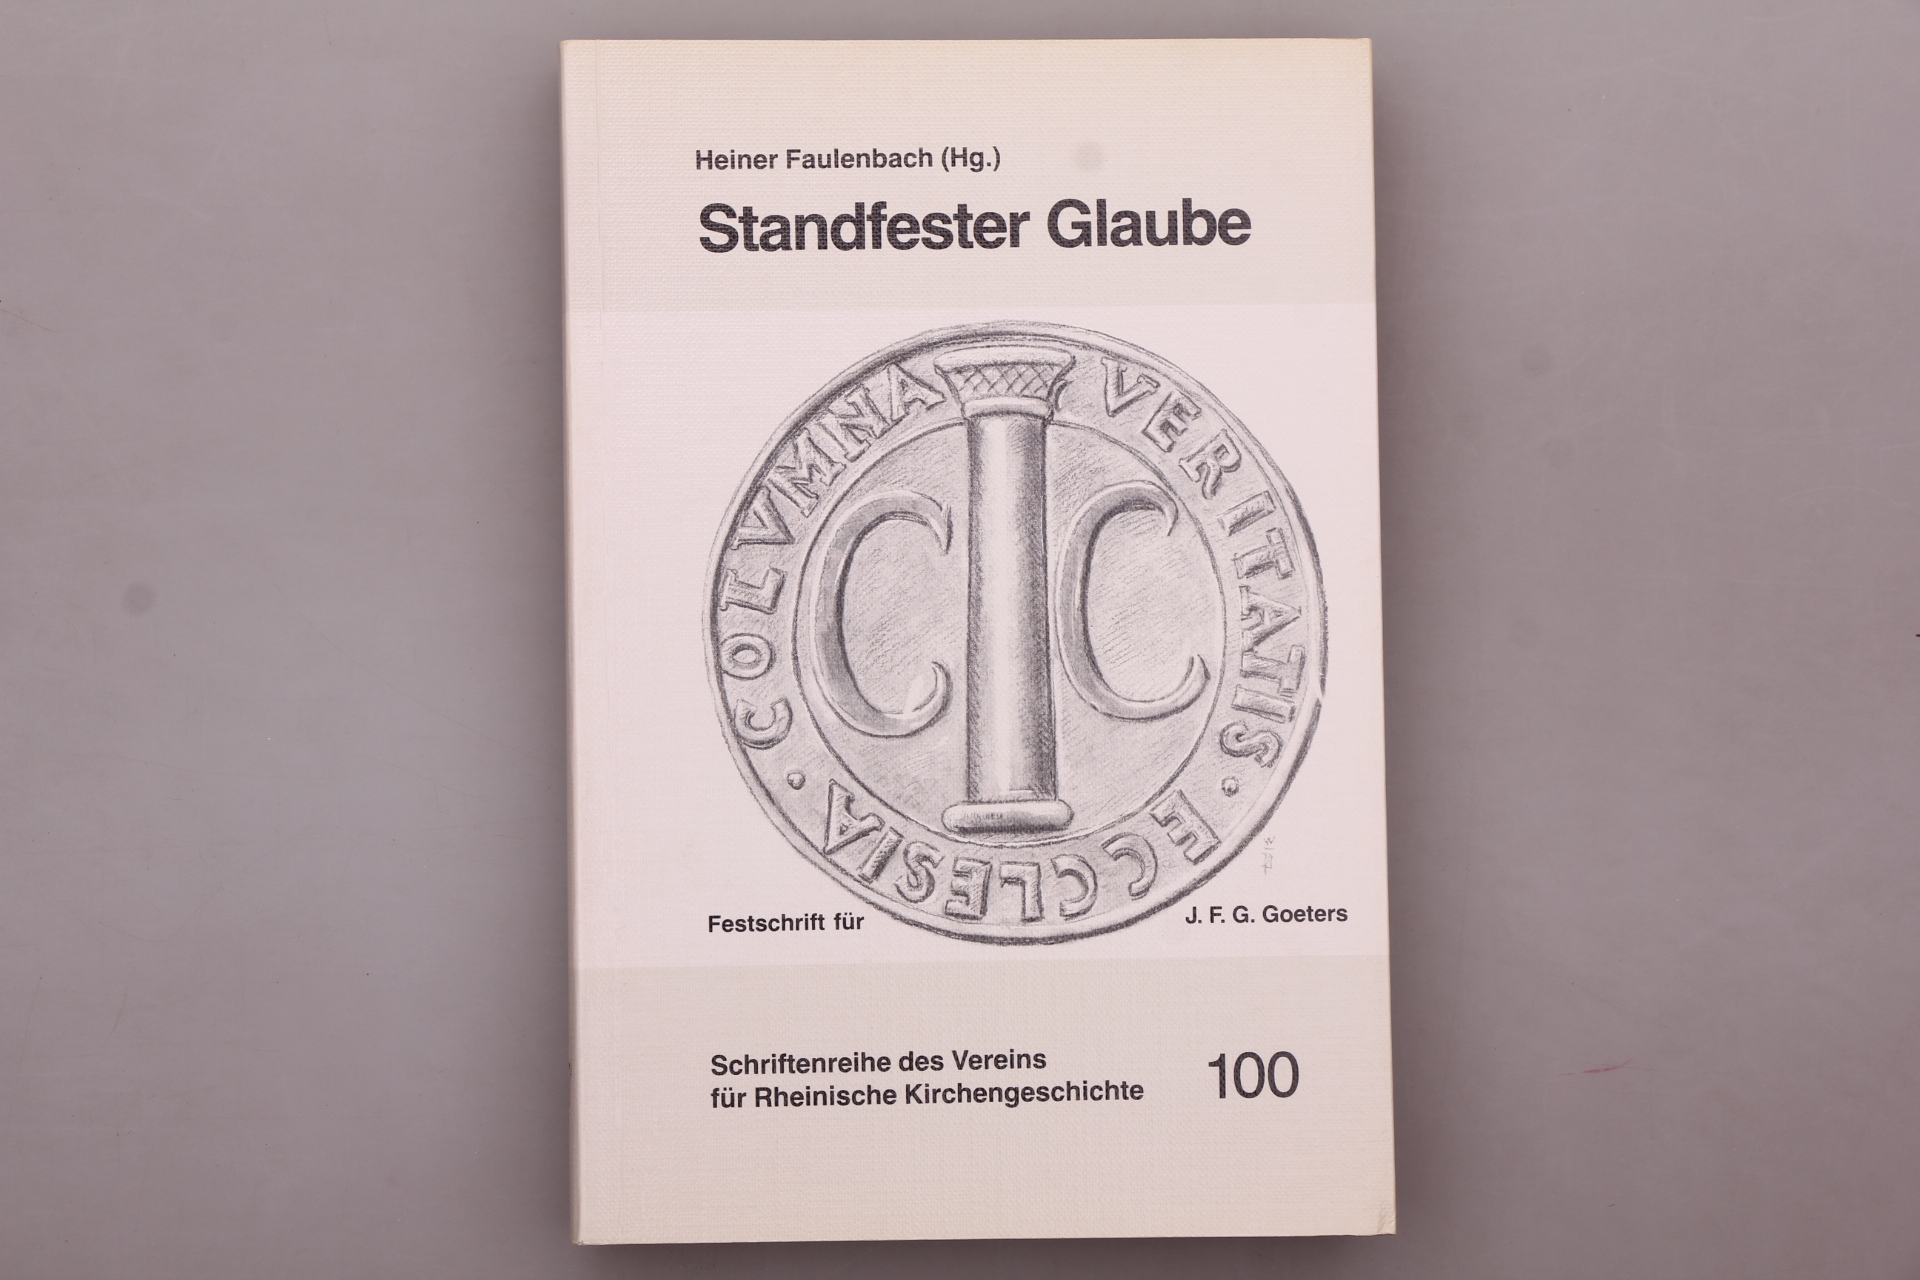 Heiner Faulenbach (Hg.)
Standfester Glaube
COLVMNA VERITATIS · ECCLESIA ·
C C
Festschrift für J. F. G. Goeters
Schriftenreihe des Vereins
für Rheinische Kirchengeschichte
100